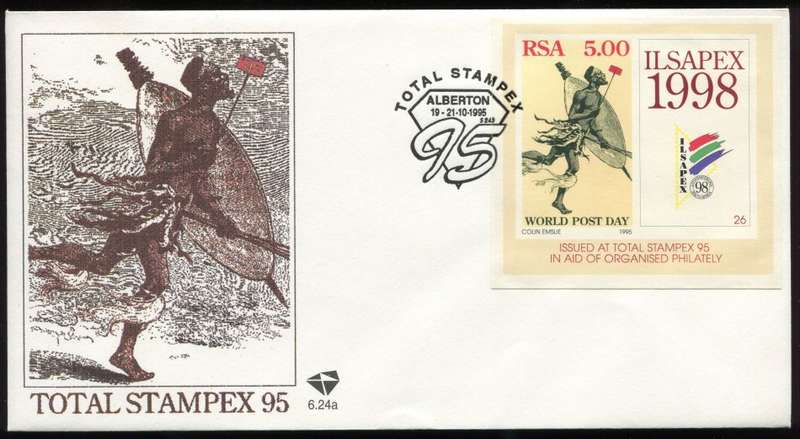 TOTAL STAMPEX 95
6.24a
TOTAL STAMPEX
ALBERTON
19 - 21-10-1995
S 249
95
RSA 5.00
WORLD POST DAY
COLIN EMSLIE 1995
ILSAPEX
1998
ILSAPEX
98
26
ISSUED AT TOTAL STAMPEX 95
IN AID OF ORGANISED PHILATELY